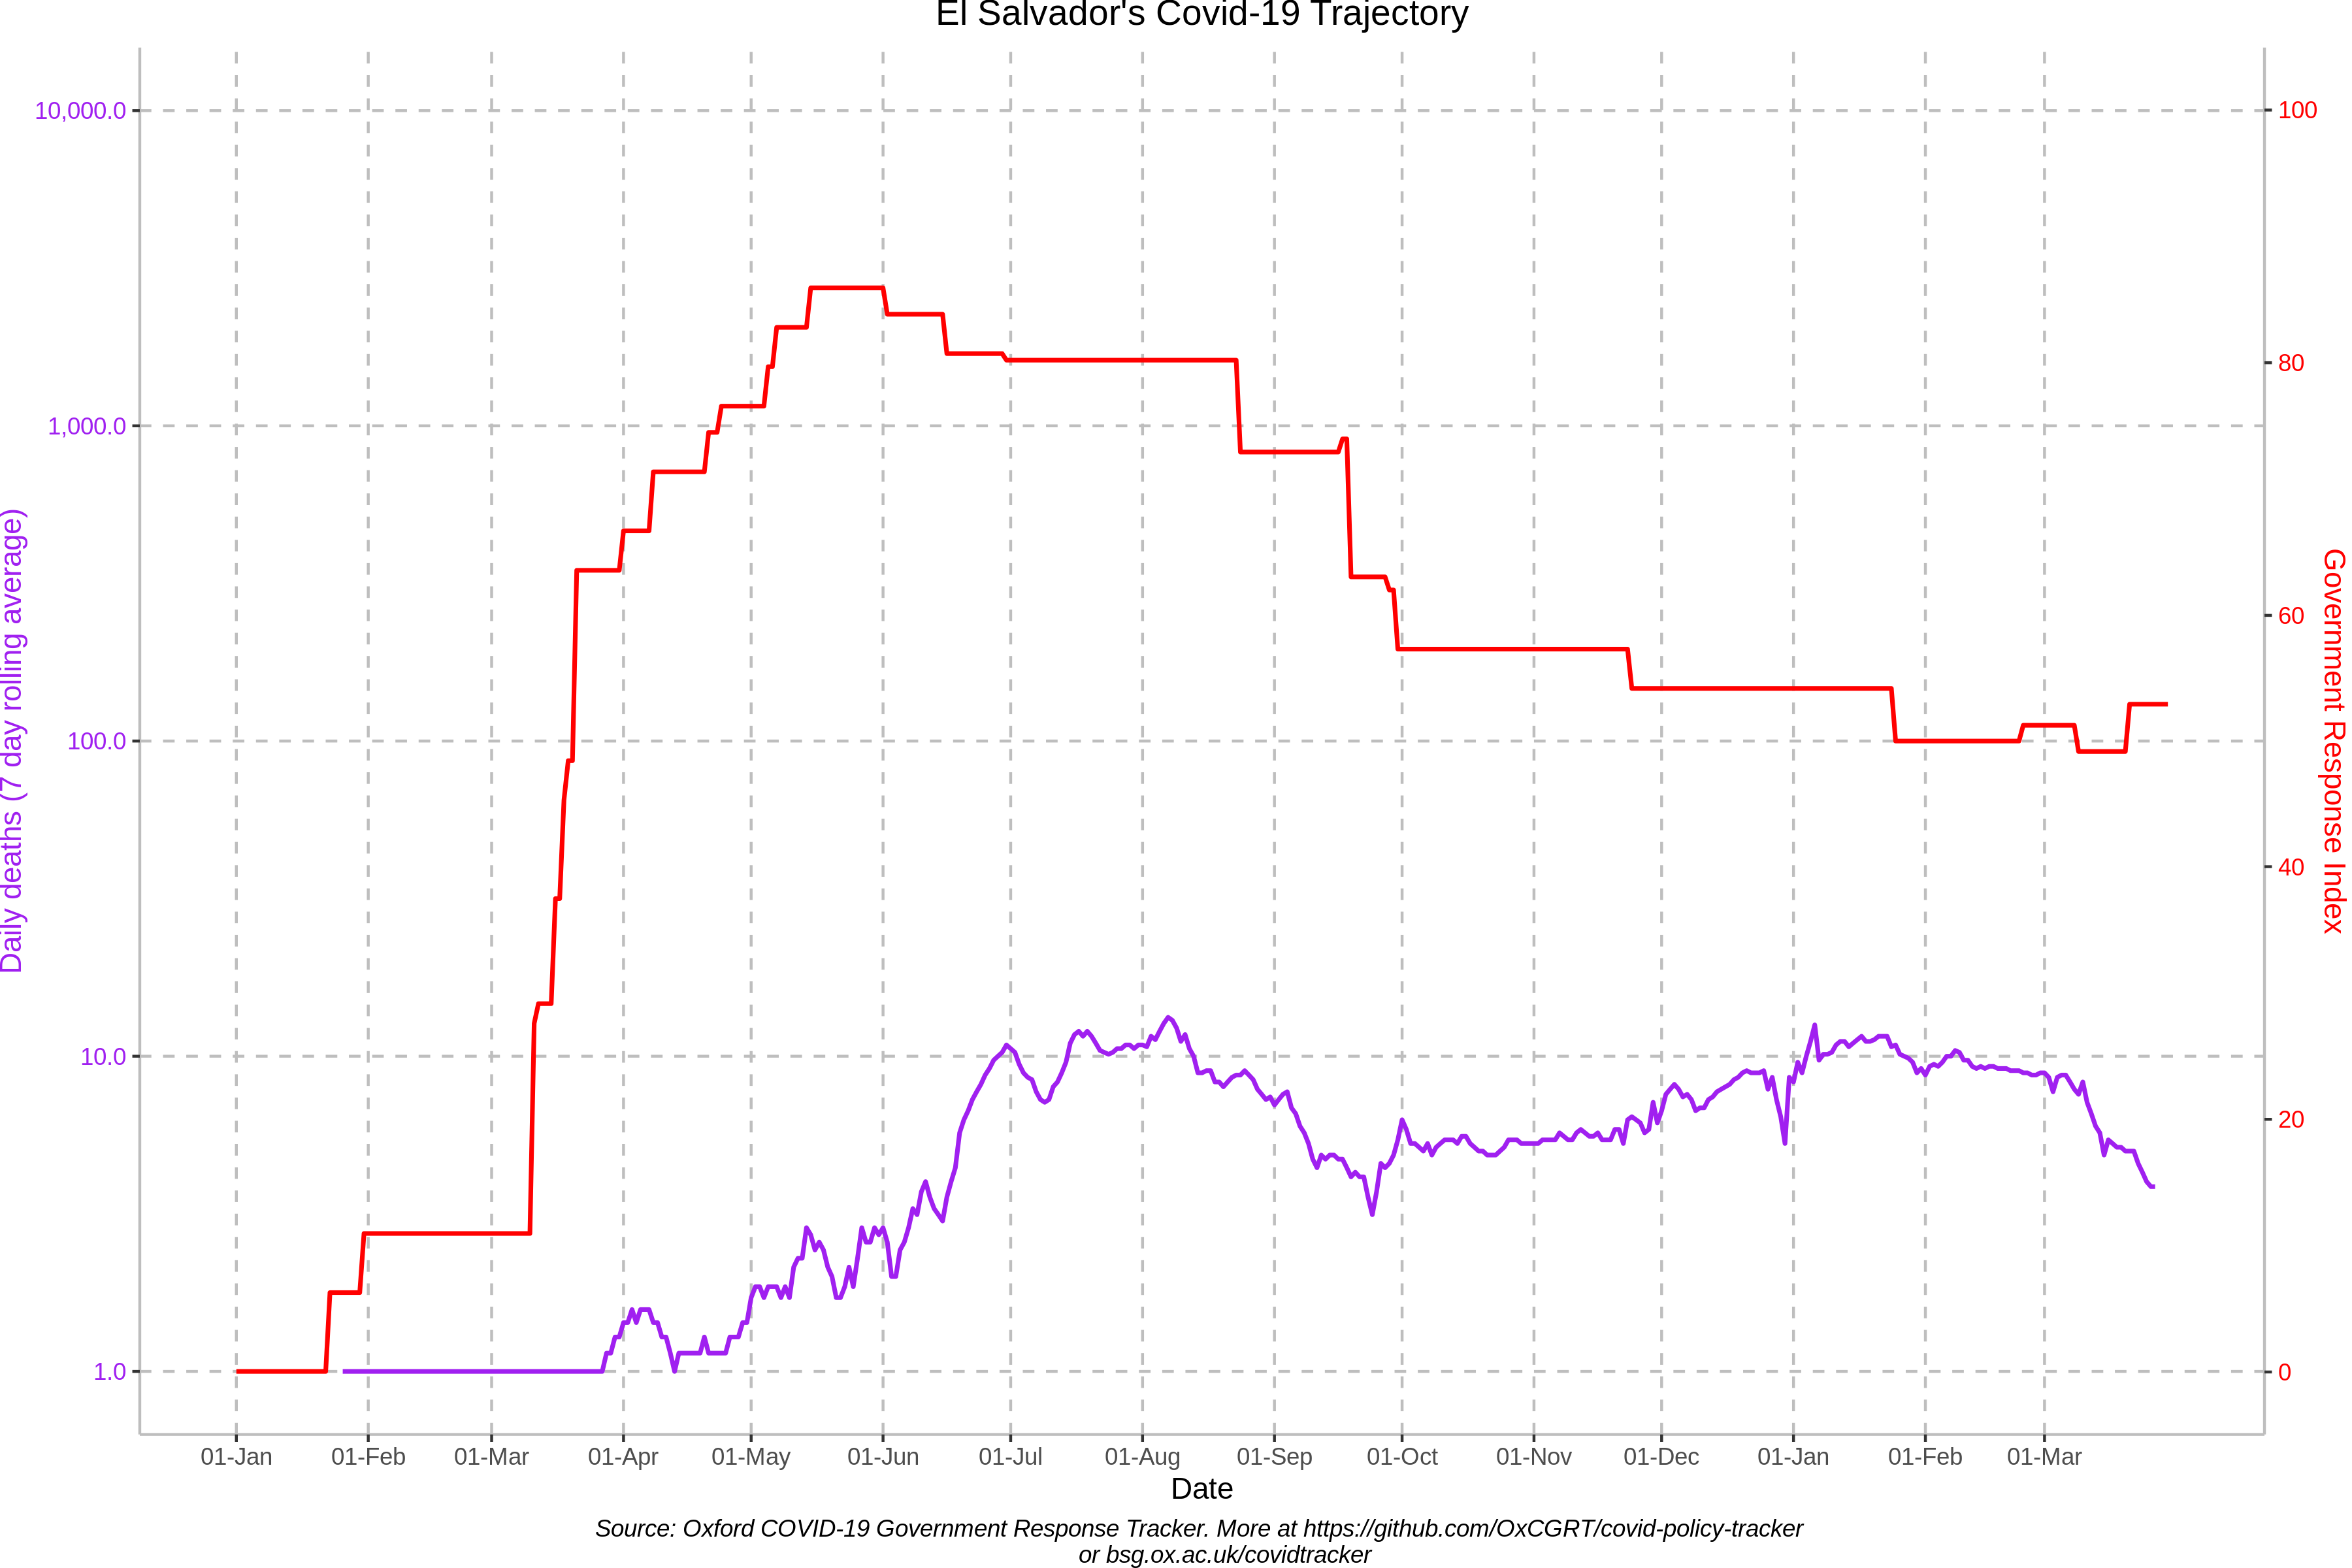 El Salvador's Covid-19 Trajectory
10,000.0
1,000.0
100.0
10.0
1.0
Daily deaths (7 day rolling average)
100
80
60
40
20
0
Government Response Index
01-Jan 01-Feb 01-Mar 01-Apr 01-May 01-Jun 01-Jul 01-Aug 01-Sep 01-Oct 01-Nov 01-Dec 01-Jan 01-Feb 01-Mar
Date
Source: Oxford COVID-19 Government Response Tracker. More at https://github.com/OxCGRT/covid-policy-tracker
or bsg.ox.ac.uk/covidtracker